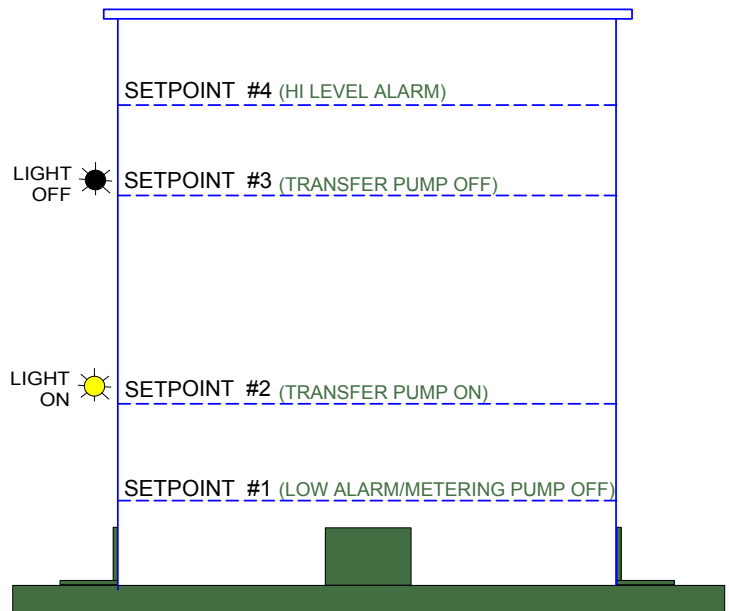 SETPOINT #4 (HI LEVEL ALARM)
LIGHT
OFF
SETPOINT #3 (TRANSFER PUMP OFF)
LIGHT
ON
SETPOINT #2 (TRANSFER PUMP ON)
SETPOINT #1 (LOW ALARM/METERING PUMP OFF)